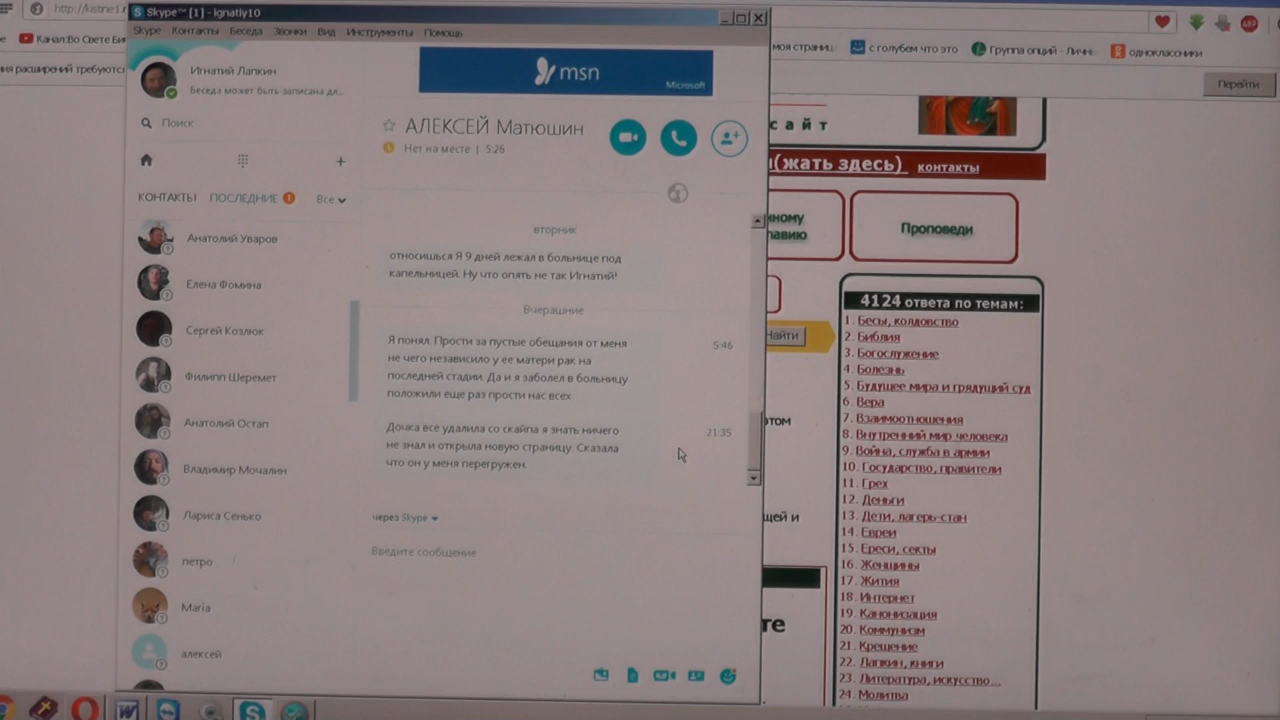 Skype™ [1] - ignatiy10
Skype Контакты Беседа Звонки Вид Инструменты Помощь
Игнатий Лапкин
Беседа может быть записана дл...
Поиск
КОНТАКТЫ ПОСЛЕДНИЕ 1 Все
Анатолий Уваров
Елена Фомина
Сергей Козлюк
Филипп Шеремет
Анатолий Остап
Владимир Мочалин
Лариса Сенько
петро
Maria
алексей
msn
Microsoft
АЛЕКСЕЙ Матюшин
Нет на месте | 5:26
вторник
относишься Я 9 дней лежал в больнице под
капельницей. Ну что опять не так Игнатий!
Вчерашние
Я понял. Прости за пустые обещания от меня 5:46
не чего независило у ее матери рак на
последней стадии. Да и я заболел в больницу
положили еще раз прости нас всех
Дочка все удалила со скайпа я знать ничего 21:35
не знал и открыла новую страницу. Сказала
что он у меня перегружен.
через Skype
Введите сообщение
Канал:Во Свете Би
ия расширений требуются
моя страниц
с голубем что это
Группа опций - Личн
одноклассники
Перейти
сайт
(жать здесь) контакты
Проповеди
Найти
4124 ответа по темам:
1. Бесы, колдовство
2. Библия
3. Богослужение
4. Болезнь
5. Будущее мира и грядущий суд
6. Вера
7. Взаимоотношения
8. Внутренний мир человека
9. Война, служба в армии
10. Государство, правители
11. Грех
12. Деньги
13. Дети, лагерь-стан
14. Евреи
15. Ереси, секты
16. Женщины
17. Жития
18. Интернет
19. Канонизация
20. Коммунизм
21. Крещение
22. Лапкин, книги
23. Литература, искусство...
24. Молитва